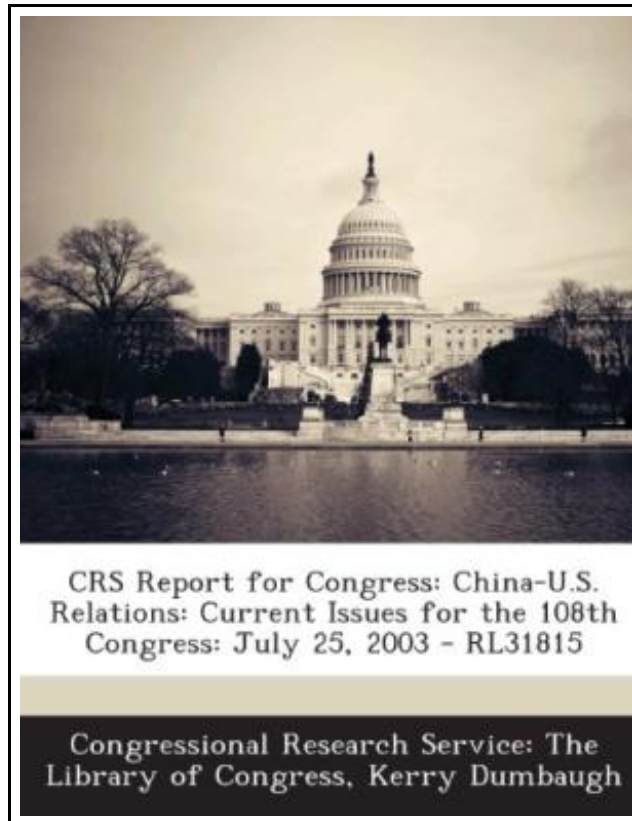 CRS Report for Congress: China-U.S.
Relations: Current Issues for the 108th
Congress: July 25, 2003 - RL31815
Congressional Research Service: The
Library of Congress, Kerry Dumbaugh